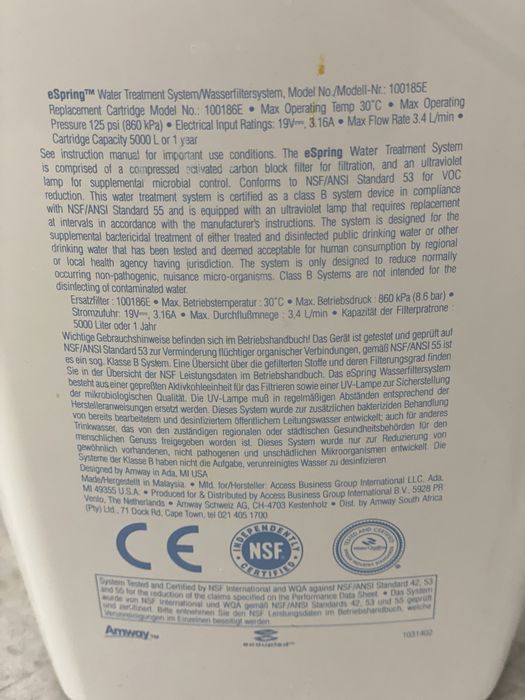 eSpring™ Water Treatment System/Wasserfiltersystem, Model No./Modell-Nr.: 100185E
Replacement Cartridge Model No.: 100186E • Max Operating Temp 30°C • Max Operating
Pressure 125 psi (860 kPa) • Electrical Input Ratings: 19V⎓, 3.16A • Max Flow Rate 3.4 L/min •
Cartridge Capacity 5000 L or 1 year
See instruction manual for important use conditions. The eSpring Water Treatment System
is comprised of a compressed activated carbon block filter for filtration, and an ultraviolet
lamp for supplemental microbial control. Conforms to NSF/ANSI Standard 53 for VOC
reduction. This water treatment system is certified as a class B system device in compliance
with NSF/ANSI Standard 55 and is equipped with an ultraviolet lamp that requires replacement
at intervals in accordance with the manufacturer's instructions. The system is designed for the
supplemental bactericidal treatment of either treated and disinfected public drinking water or other
drinking water that has been tested and deemed acceptable for human consumption by regional
or local health agency having jurisdiction. The system is only designed to reduce normally
occurring non-pathogenic, nuisance micro-organisms. Class B Systems are not intended for the
disinfecting of contaminated water.
Ersatzfilter : 100186E • Max. Betriebstemperatur : 30°C • Max. Betriebsdruck : 860 kPa (8.6 bar) •
Stromzufuhr: 19V⎓, 3.16A • Max. Durchflußmnege : 3,4 L/min • Kapazität der Filterpratrone :
5000 Liter oder 1 Jahr
Wichtige Gebrauchshinweise befinden sich im Betriebshandbuch! Das Gerät ist getestet und geprüft auf
NSF/ANSI Standard 53 zur Verminderung flüchtiger organischer Verbindungen, gemäß NSF/ANSI 55 ist
es ein sog. Klasse B System. Eine Übersicht über die gefilterten Stoffe und deren Filterungsgrad finden
Sie in der Übersicht der NSF Leistungsdaten im Betriebshandbuch. Das eSpring Wasserfiltersystem
besteht aus einer gepreßten Aktivkohleeinheit für das Filtrieren sowie einer UV-Lampe zur Sicherstellung
der mikrobiologischen Qualität. Die UV-Lampe muß in regelmäßigen Abständen entsprechend der
Herstelleranweisungen ersetzt werden. Dieses System wurde zur zusätzlichen bakteriziden Behandlung
von bereits bearbeitetem und desinfiziertem öffentlichem Leitungswasser entwickelt; auch für anderes
Trinkwasser, das von den zuständigen regionalen oder städtischen Gesundheitsbehörden für den
menschlichen Genuss freigegeben worden ist. Dieses System wurde nur zur Reduzierung von
gewöhnlich vorhandenen, nicht pathogenen und unschädlichen Mikroorganismen entwickelt. Die
Systeme der Klasse B haben nicht die Aufgabe, verunreinigtes Wasser zu desinfizieren.
Designed by Amway in Ada, MI USA
Made/Hergestellt in Malaysia. • Mfd. for/Hersteller: Access Business Group International LLC, Ada,
MI 49355 U.S.A. • Produced for & Distributed by Access Business Group International B.V., 5928 PR
Venlo, The Netherlands • Amway Schweiz AG, CH-4703 Kestenholz • Dist. by Amway South Africa
(Pty) Ltd., 71 Dock Rd, Cape Town, tel 021 405 1700
CE
INDEPENDENTLY
NSF
CERTIFIED
System Tested and Certified by NSF International and WQA against NSF/ANSI Standard 42, 53
and 55 for the reduction of the claims specified on the Performance Data Sheet. • Das System
wurde von NSF International und WQA gemäß NSF/ANSI Standards 42, 53 und 55 geprüft
und zertifiziert. Bitte entnehmen Sie den NSF Leistungsdaten im Betriebshandbuch, welche
Verunreinigungen im Einzelnen beseitigt werden.
Amway
1031402